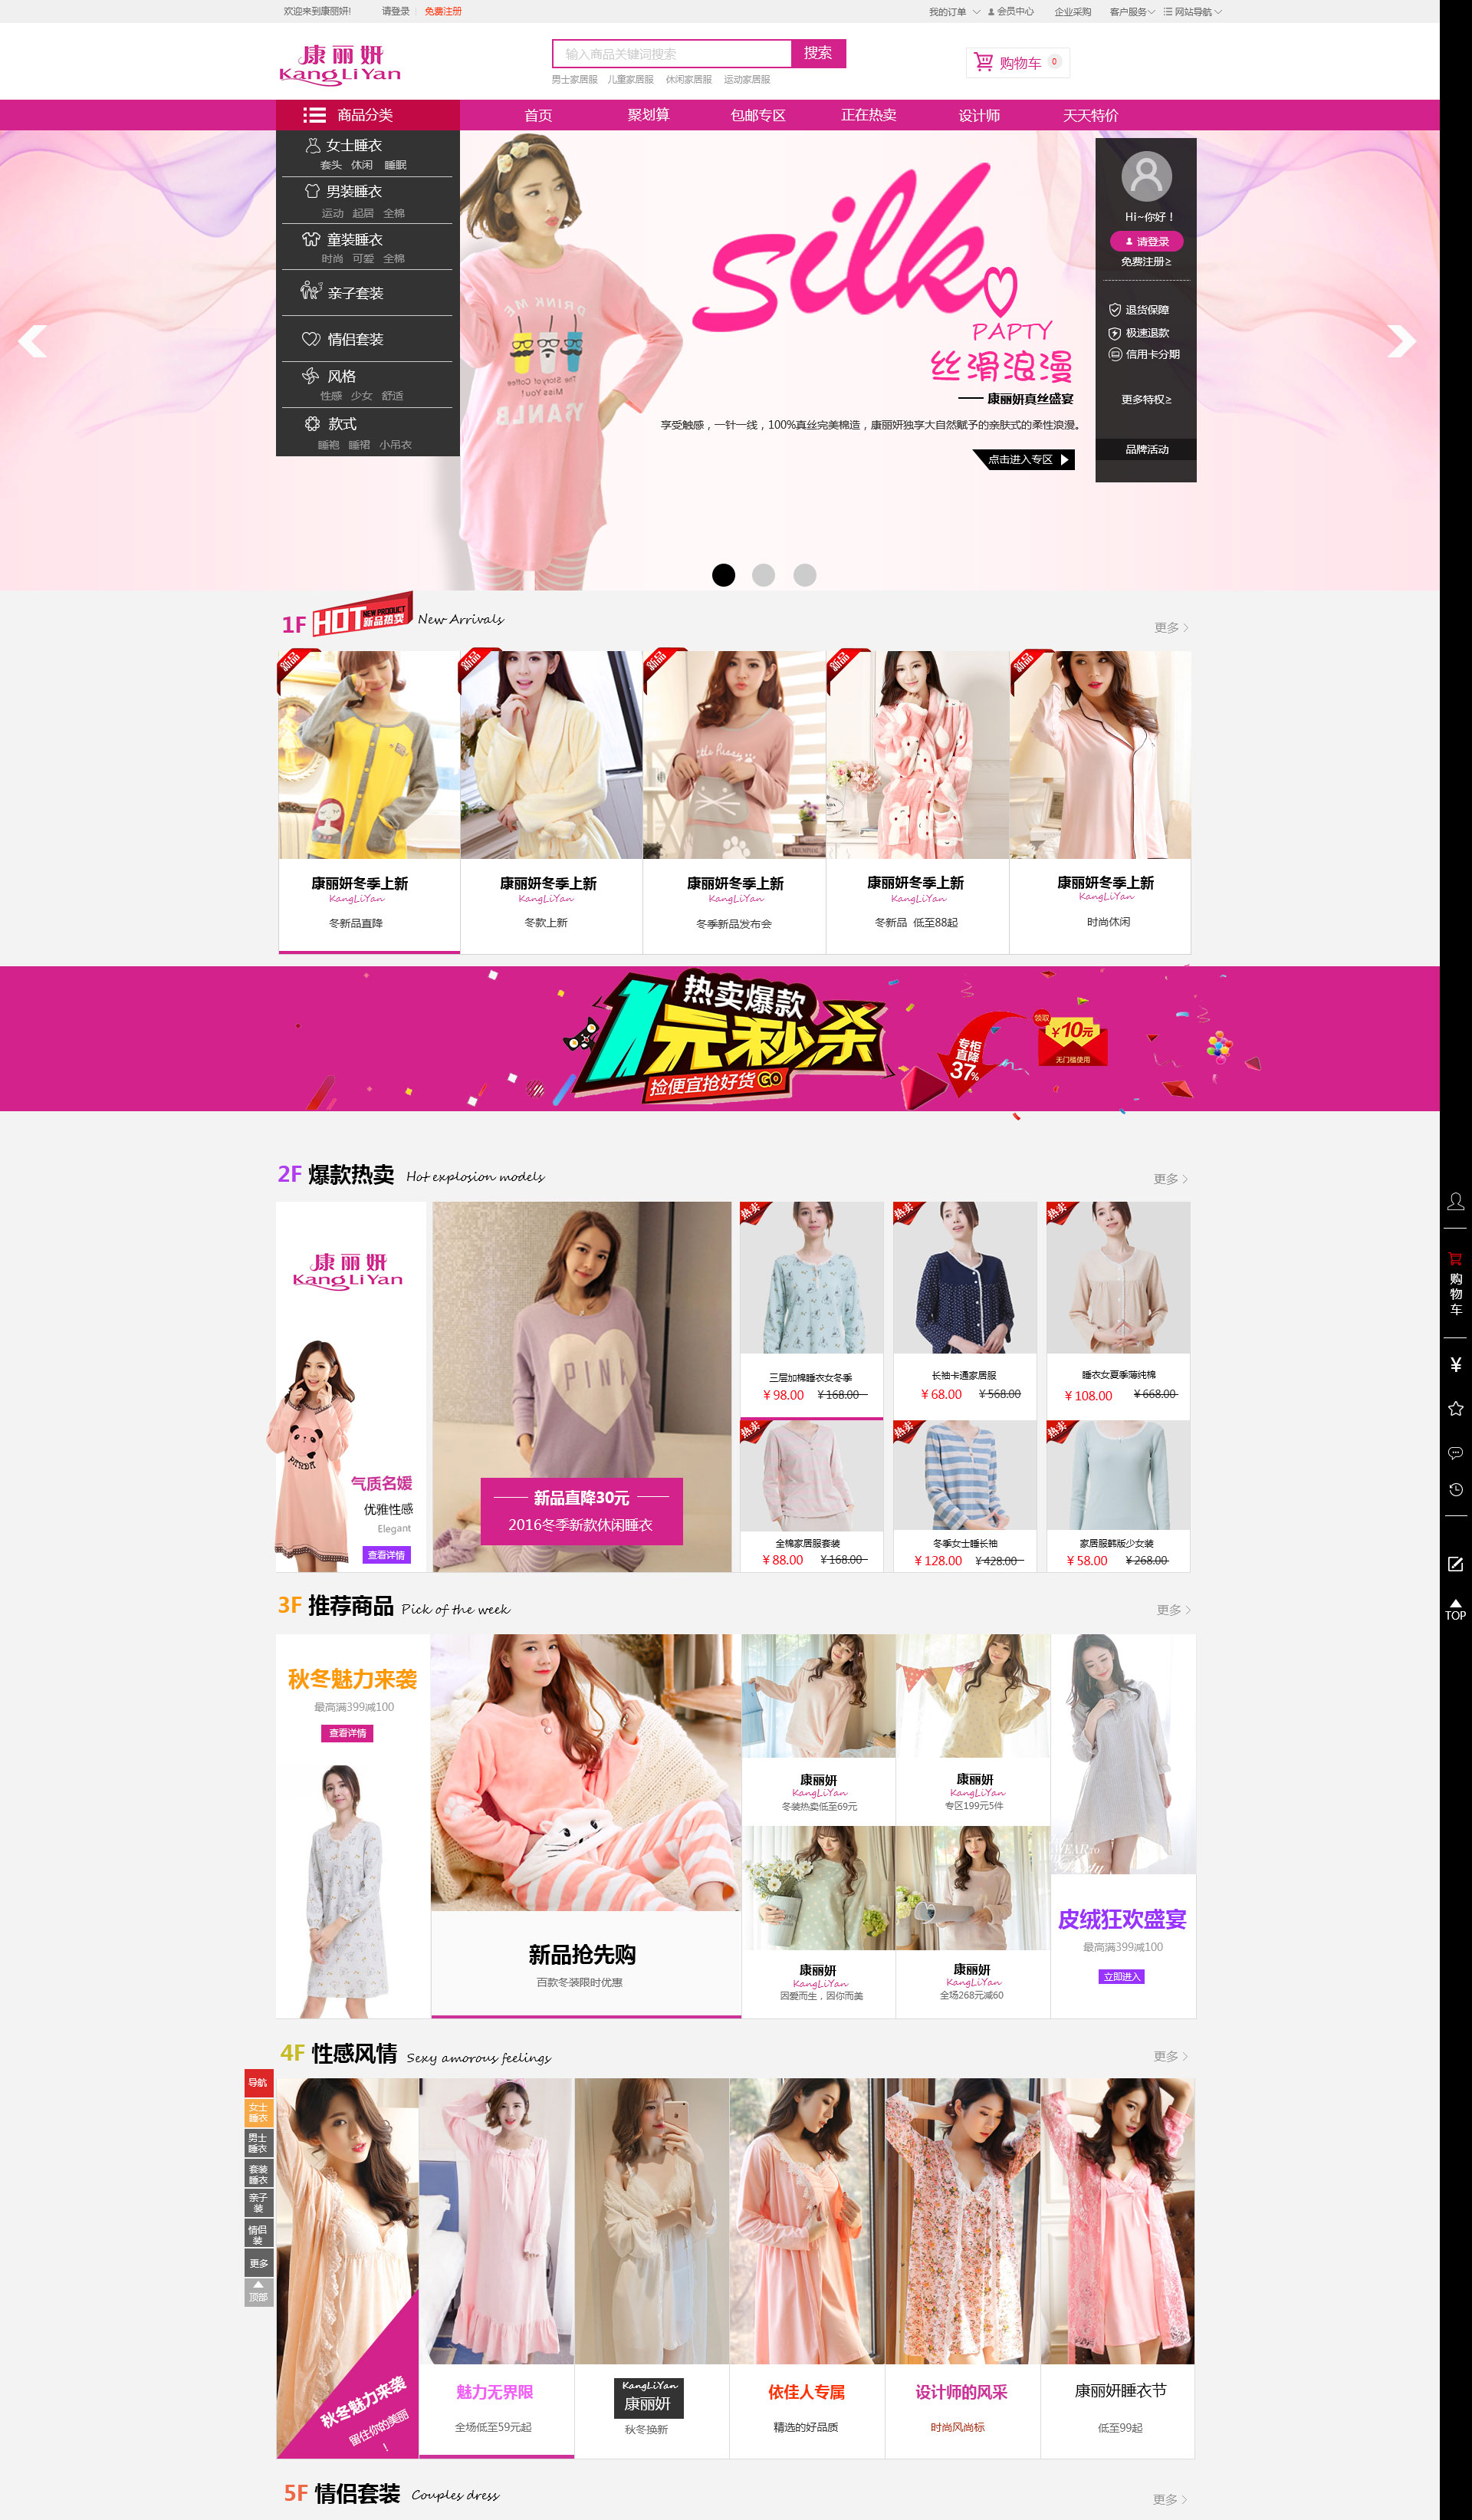 欢迎来到康丽妍! 请登录 免费注册 我的订单 会员中心 企业采购 客户服务 网站导航
康丽妍
KangLiYan
输入商品关键词搜索 搜索
男士家居服 儿童家居服 休闲家居服 运动家居服
购物车 0
商品分类 首页 聚划算 包邮专区 正在热卖 设计师 天天特价
女士睡衣
套头 休闲 睡眠
男装睡衣
运动 起居 全棉
童装睡衣
时尚 可爱 全棉
亲子套装
情侣套装
风格
性感 少女 舒适
款式
睡袍 睡裙 小吊衣
silk
PAPTY
丝滑浪漫
康丽妍真丝盛宴
享受触感，一针一线，100%真丝完美棉造，康丽妍独享大自然赋予的亲肤式的柔性浪漫。
点击进入专区
DRINK ME
The Story of Coffee
Miss You!
Hi~你好！
请登录
免费注册≥
退货保障
极速退款
信用卡分期
更多特权≥
品牌活动
1F HOT NEW PRODUCT 新品热卖 New Arrivals 更多
新品 新品 新品 新品 新品
康丽妍冬季上新
KangLiYan
冬新品直降
康丽妍冬季上新
KangLiYan
冬款上新
康丽妍冬季上新
KangLiYan
冬季新品发布会
康丽妍冬季上新
KangLiYan
冬新品 低至88起
康丽妍冬季上新
KangLiYan
时尚休闲
热卖爆款
1元秒杀
捡便宜抢好货GO
专柜直降37%
领取
￥10元
无门槛使用
2F 爆款热卖 Hot explosion models 更多
康丽妍
KangLiYan
PANDA
气质名媛
优雅性感
Elegant
查看详情
PINK
新品直降30元
2016冬季新款休闲睡衣
热卖 热卖 热卖
三层加棉睡衣女冬季
￥98.00 ￥168.00
长袖卡通家居服
￥68.00 ￥568.00
睡衣女夏季薄纯棉
￥108.00 ￥668.00
热卖 热卖 热卖
全棉家居服套装
￥88.00 ￥168.00
冬季女士睡长袖
￥128.00 ￥428.00
家居服韩版少女装
￥58.00 ￥268.00
购物车
¥
TOP
3F 推荐商品 Pick of the week 更多
秋冬魅力来袭
最高满399减100
查看详情
新品抢先购
百款冬装限时优惠
康丽妍
KangLiYan
冬装热卖低至69元
康丽妍
KangLiYan
专区199元5件
康丽妍
KangLiYan
因爱而生，因你而美
康丽妍
KangLiYan
全场268元减60
皮绒狂欢盛宴
最高满399减100
立即进入
4F 性感风情 Sexy amorous feelings 更多
导航
女士睡衣
男士睡衣
套装睡衣
亲子装
情侣装
更多
顶部
秋冬魅力来袭
留住你的美丽！
魅力无界限
全场低至59元起
KangLiYan
康丽妍
秋冬换新
依佳人专属
精选的好品质
设计师的风采
时尚风尚标
康丽妍睡衣节
低至99起
5F 情侣套装 Couples dress 更多